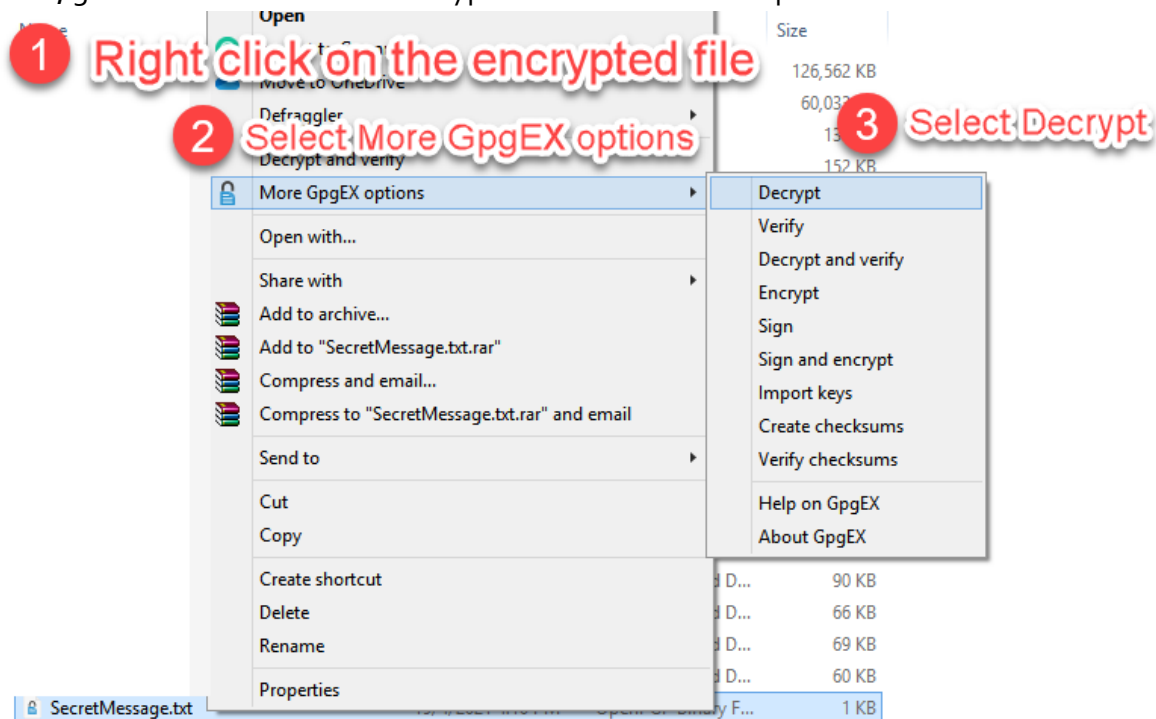 Open
Size
1 Right click on the encrypted file
126,562 KB
Move to OneDrive
Defraggler
3 Select Decrypt
2 Select More GpgEX options
Decrypt and verify
152 KB
More GpgEX options
Decrypt
Verify
Open with...
Decrypt and verify
Share with
Encrypt
Add to archive...
Sign
Add to "SecretMessage.txt.rar"
Sign and encrypt
Compress and email...
Import keys
Compress to "SecretMessage.txt.rar" and email
Create checksums
Send to
Verify checksums
Cut
Help on GpgEX
Copy
About GpgEX
Create shortcut
d D... 90 KB
Delete
d D... 66 KB
Rename
d D... 69 KB
d D... 60 KB
Properties
SecretMessage.txt
1 KB